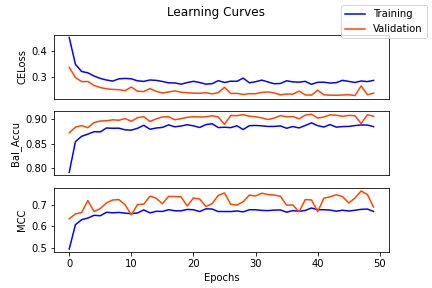 Learning Curves
Training
Validation
CELoss
0.4
0.3
Bal_Accu
0.90
0.85
0.80
MCC
0.7
0.6
0.5
0 10 20 30 40 50
Epochs